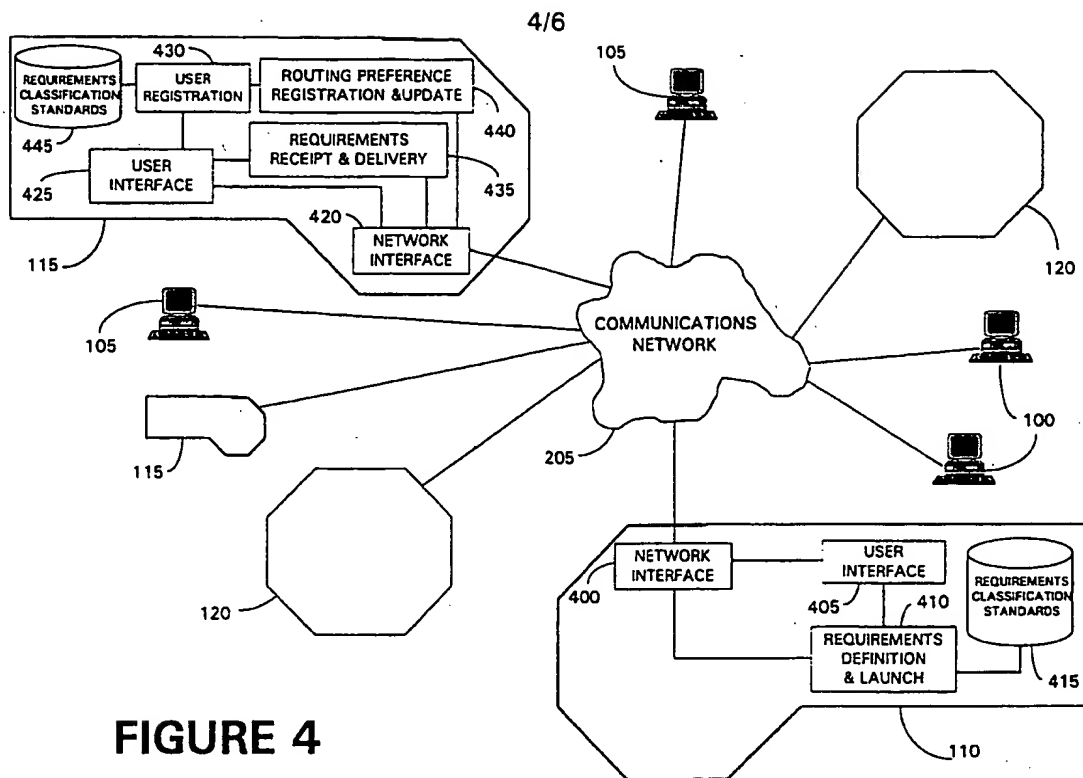 4/6
430
105
REQUIREMENTS
CLASSIFICATION
STANDARDS
USER
REGISTRATION
ROUTING PREFERENCE
REGISTRATION &UPDATE
445
440
REQUIREMENTS
RECEIPT & DELIVERY
425
USER
INTERFACE
435
420
NETWORK
INTERFACE
115
120
105
COMMUNICATIONS
NETWORK
100
115
205
120
NETWORK
INTERFACE
400
USER
INTERFACE
405
410
REQUIREMENTS
CLASSIFICATION
STANDARDS
REQUIREMENTS
DEFINITION
& LAUNCH
415
FIGURE 4
110